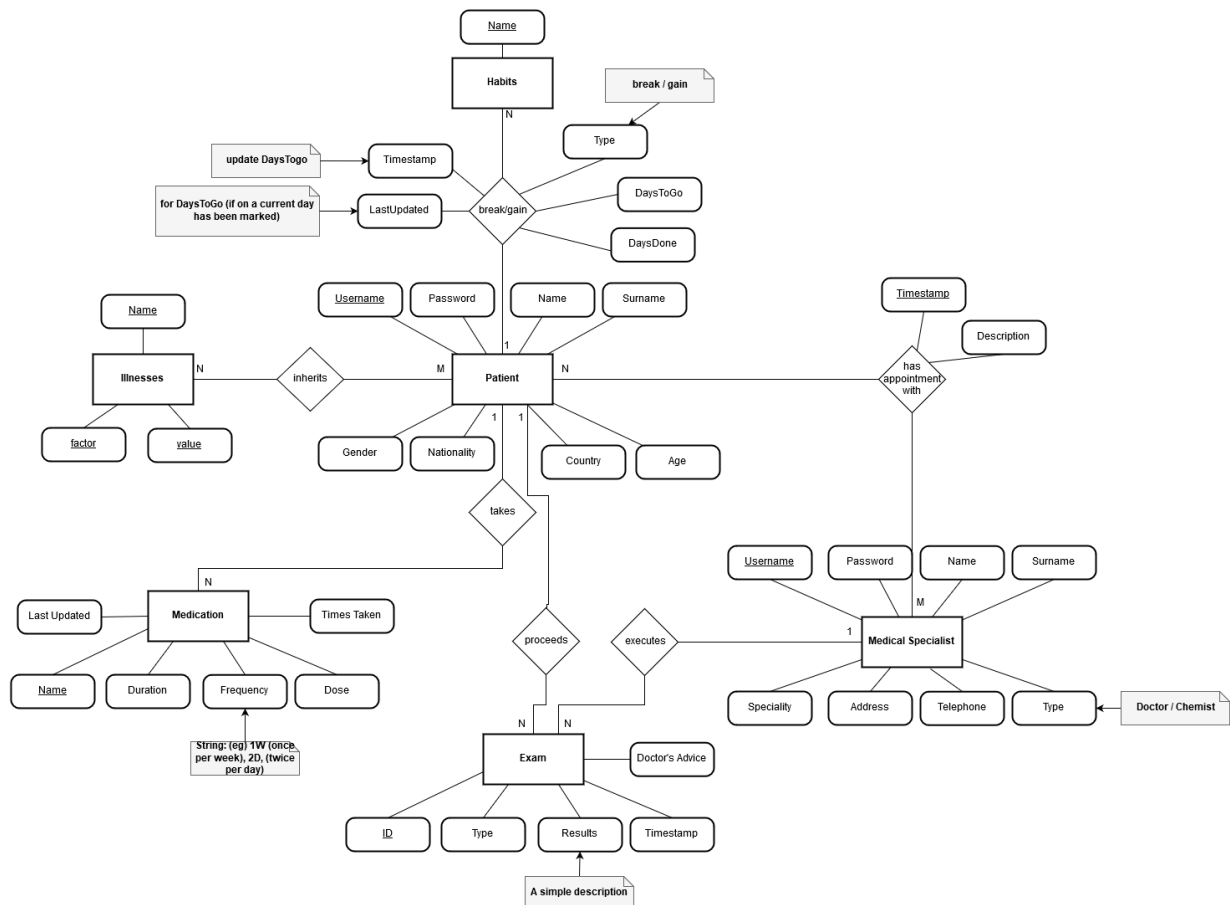 Name
Habits
break / gain
N
Type
update DaysTogo
Timestamp
for DaysToGo (if on a current day
has been marked)
LastUpdated
break/gain
DaysToGo
DaysDone
Name
Username
Password
Name
Surname
Timestamp
Description
1
Illnesses
N
inherits
M
Patient
N
has
appointment
with
1
1
factor
value
Gender
Nationality
Country
Age
takes
Username
Password
Name
Surname
N
M
Last Updated
Medication
Times Taken
proceeds
executes
1
Medical Specialist
Name
Duration
Frequency
Dose
Speciality
Address
Telephone
Type
Doctor / Chemist
N
N
String: (eg) 1W (once
per week), 2D, (twice
per day)
Exam
Doctor's Advice
ID
Type
Results
Timestamp
A simple description